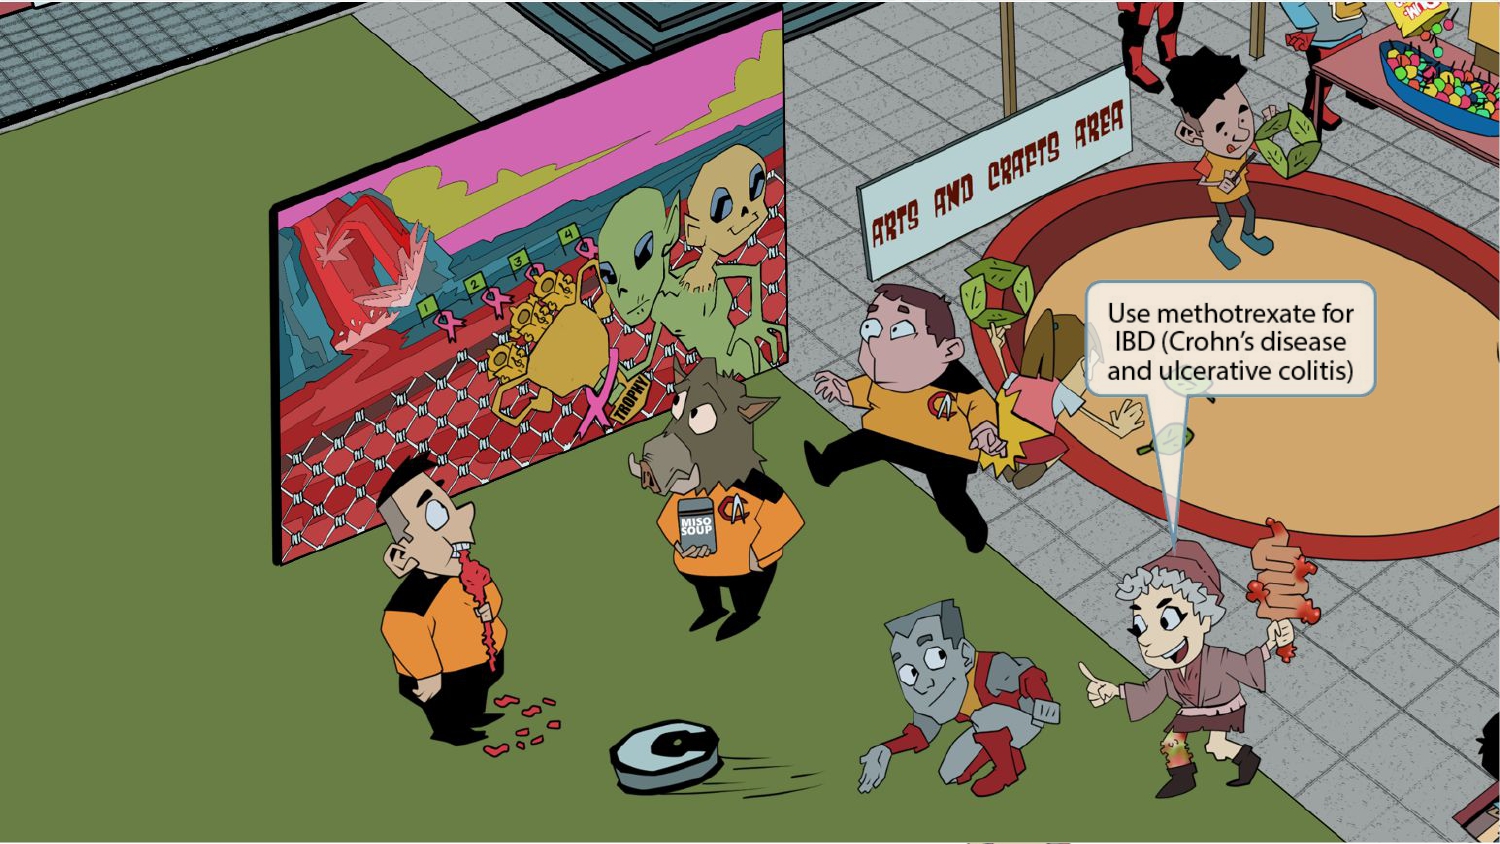 ARTS AND CRAFTS AREA
Use methotrexate for
IBD (Crohn's disease
and ulcerative colitis)
1
2
3
4
TROPHY
MISO
SOUP
C